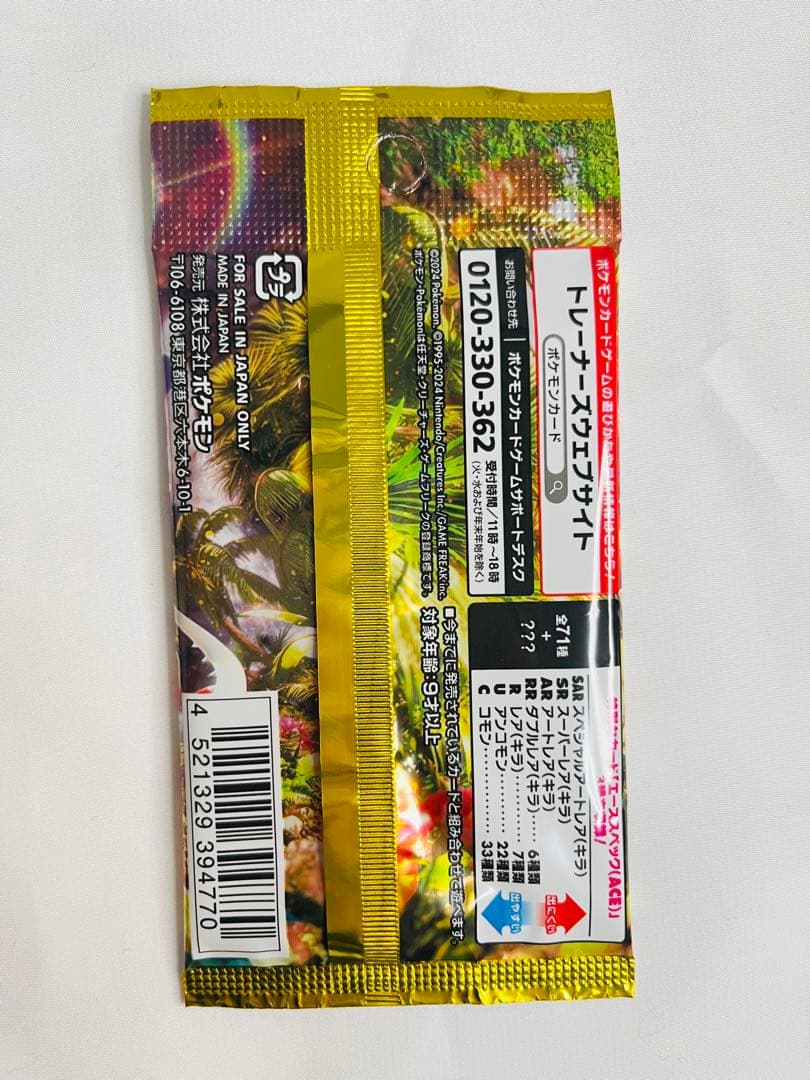 ポケモンカードゲームの遊びかたや最新情報はこちら!
トレーナーズウェブサイト
ポケモンカード
お問い合わせ先 ポケモンカードゲームサポートデスク
0120-330-362 受付時間/11時~18時
(火・水および年末年始を除く)
©2024 Pokémon. ©1995-2024 Nintendo/Creatures Inc./GAME FREAK inc.
ポケモン・Pokémonは任天堂・クリーチャーズ・ゲームフリークの登録商標です。
カード「エーススペック(ACE)」
全71種
+
???
SAR スペシャルアートレア(キラ)
SR スーパーレア(キラ)
AR アートレア(キラ)
RR ダブルレア(キラ)…… 6種類
R レア(キラ)………… 7種類
U アンコモン………… 22種類
C コモン……………… 33種類
出にくい
出やすい
■今までに発売されているカードと組み合わせて遊べます。
対象年齢:9才以上
プラ
FOR SALE IN JAPAN ONLY
MADE IN JAPAN
発売元 株式会社ポケモン
〒106-6108 東京都港区六本木6-10-1
4 521329 394770